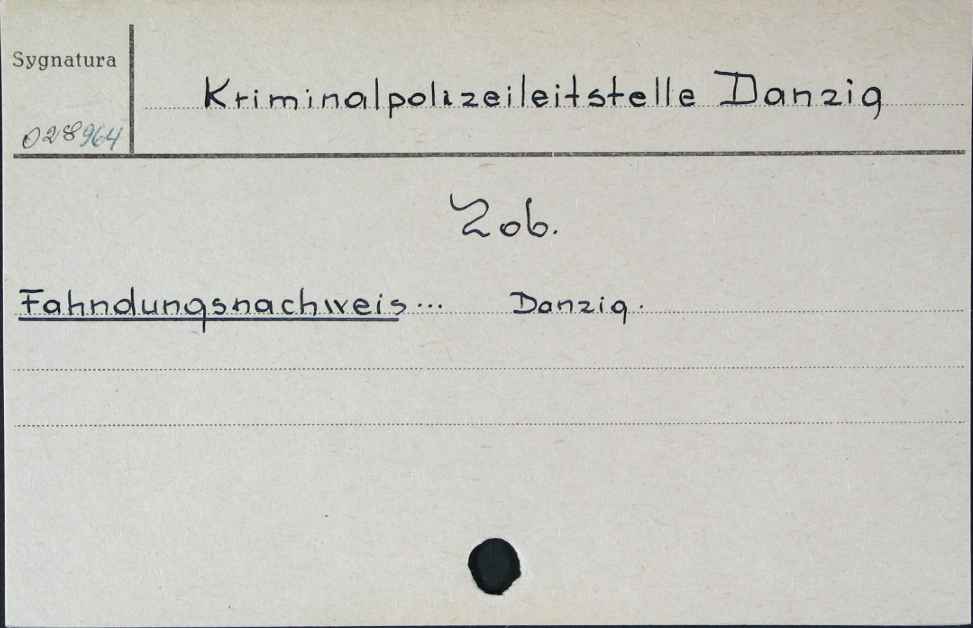 Sygnatura
Kriminalpolizeileitstelle Danzig
028964
Zob.
Fahndungsnachweis... Danzig.